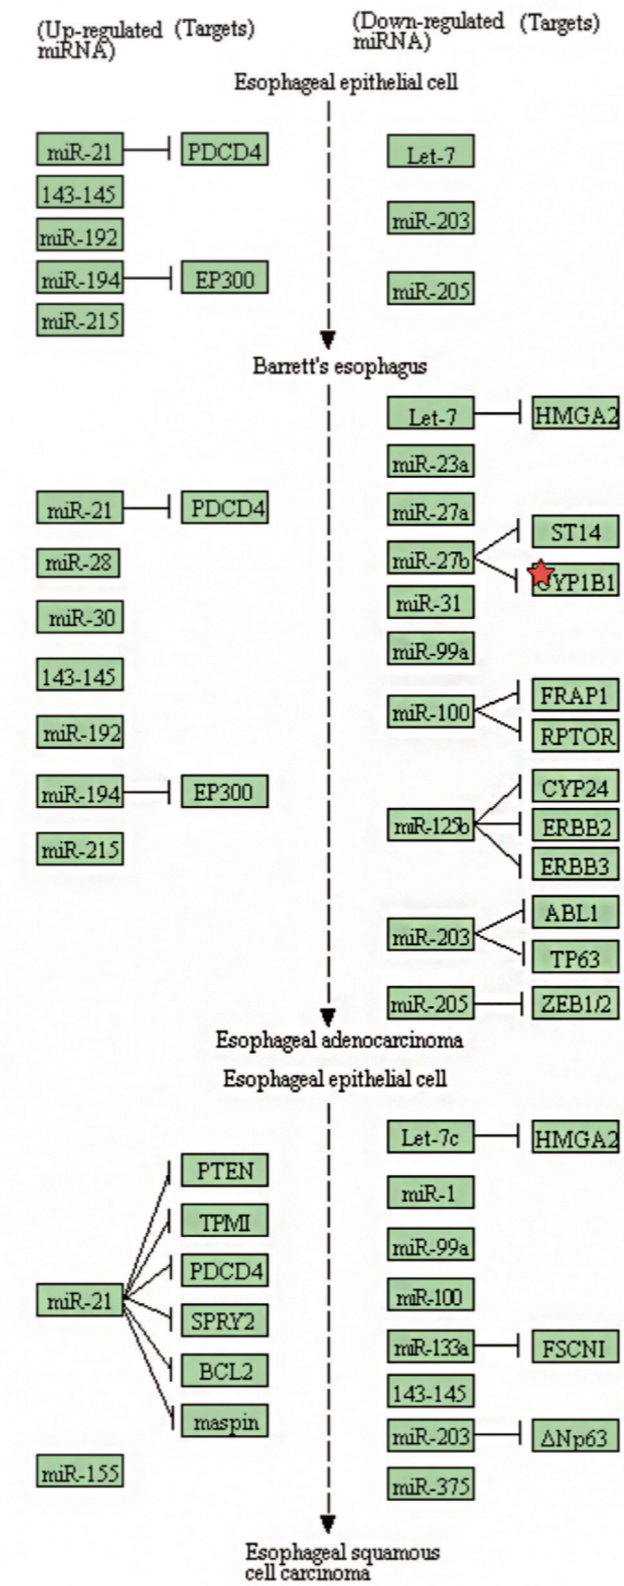 (Up-regulated miRNA) (Targets) (Down-regulated miRNA) (Targets)
Esophageal epithelial cell
miR-21 PDCD4 Let-7
143-145
miR-192 miR-203
miR-194 EP300 miR-205
miR-215
Barrett's esophagus
Let-7 HMGA2
miR-23a
miR-21 PDCD4 miR-27a
ST14
miR-28 miR-27b
YP1B1
miR-30 miR-31
miR-99a
143-145
FRAP1
miR-192 miR-100
RPTOR
miR-194 EP300 CYP24
miR-125b ERBB2
miR-215 ERBB3
ABL1
miR-203
TP63
miR-205 ZEB1/2
Esophageal adenocarcinoma
Esophageal epithelial cell
Let-7c HMGA2
PTEN
miR-1
TPMI
miR-99a
PDCD4
miR-21 miR-100
SPRY2
miR-133a FSCNI
BCL2
143-145
maspin
miR-203 ΔNp63
miR-155
miR-375
Esophageal squamous
cell carcinoma